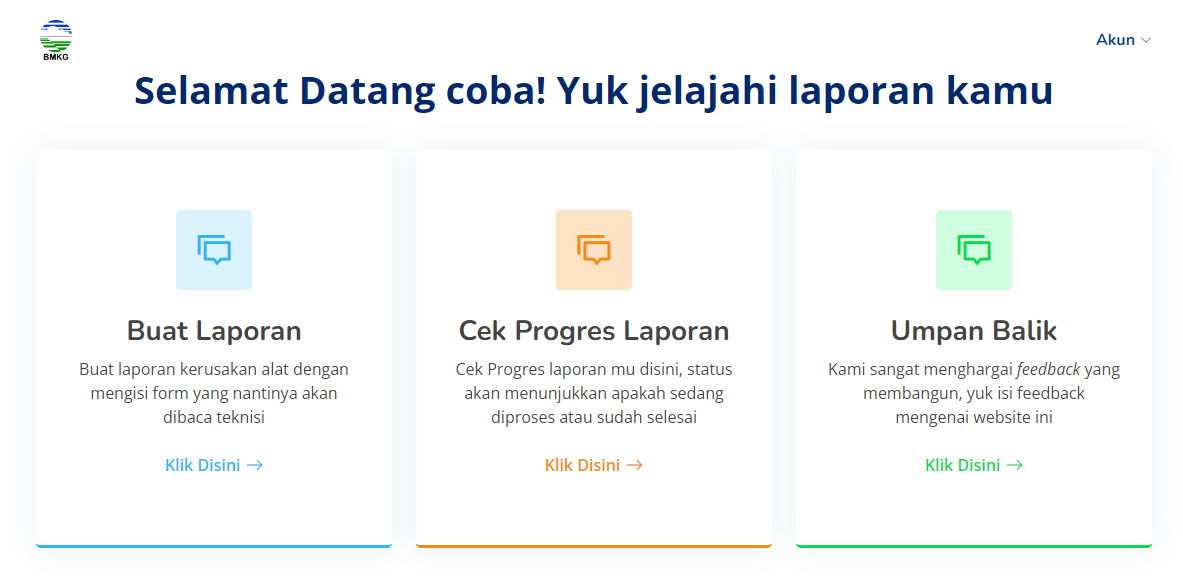 BMKG
Akun
Selamat Datang coba! Yuk jelajahi laporan kamu
Buat Laporan
Buat laporan kerusakan alat dengan
mengisi form yang nantinya akan
dibaca teknisi
Klik Disini →
Cek Progres Laporan
Cek Progres laporan mu disini, status
akan menunjukkan apakah sedang
diproses atau sudah selesai
Klik Disini →
Umpan Balik
Kami sangat menghargai feedback yang
membangun, yuk isi feedback
mengenai website ini
Klik Disini →